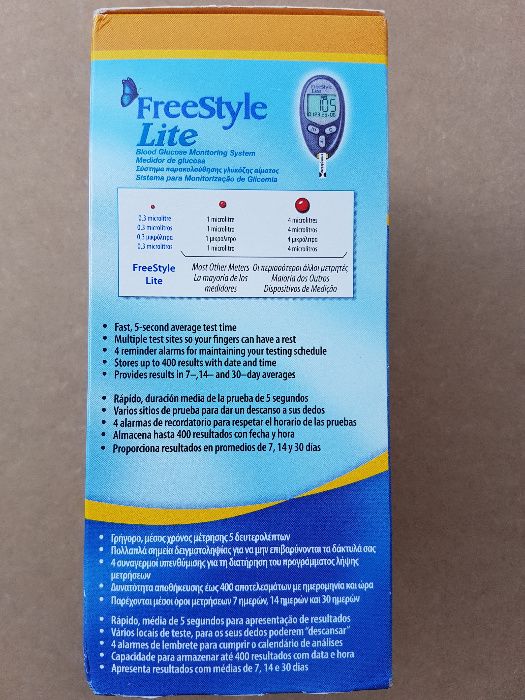 FreeStyle
Lite
Blood Glucose Monitoring System
Medidor de glucosa
Σύστημα παρακολούθησης γλυκόζης αίματος
Sistema para Monitorização de Glicemia
FreeStyle
Lite
105
0.3 microlitre
0.3 microlitros
0.3 μικρόλιτρα
0.3 microlitros
1 microlitre
1 microlitro
1 μικρόλιτρο
1 microlitro
4 microlitres
4 microlitros
4 μικρόλιτρα
4 microlitros
FreeStyle
Lite
Most Other Meters
La mayoría de los
medidores
Οι περισσότεροι άλλοι μετρητές
Maioria dos Outros
Dispositivos de Medição
• Fast, 5-second average test time
• Multiple test sites so your fingers can have a rest
• 4 reminder alarms for maintaining your testing schedule
• Stores up to 400 results with date and time
• Provides results in 7–,14– and 30–day averages
• Rápido, duración media de la prueba de 5 segundos
• Varios sitios de prueba para dar un descanso a sus dedos
• 4 alarmas de recordatorio para respetar el horario de las pruebas
• Almacena hasta 400 resultados con fecha y hora
• Proporciona resultados en promedios de 7, 14 y 30 días
• Γρήγορο, μέσος χρόνος μέτρησης 5 δευτερολέπτων
• Πολλαπλά σημεία δειγματοληψίας για να μην επιβαρύνονται τα δάκτυλά σας
• 4 συναγερμοί υπενθύμισης για τη διατήρηση του προγράμματος λήψης
μετρήσεων
• Δυνατότητα αποθήκευσης έως 400 αποτελεσμάτων με ημερομηνία και ώρα
• Παρέχονται μέσοι όροι μετρήσεων 7 ημερών, 14 ημερών και 30 ημερών
• Rápido, média de 5 segundos para apresentação de resultados
• Vários locais de teste, para os seus dedos poderem "descansar"
• 4 alarmes de lembrete para cumprir o calendário de análises
• Capacidade para armazenar até 400 resultados com data e hora
• Apresenta resultados com médias de 7, 14 e 30 dias